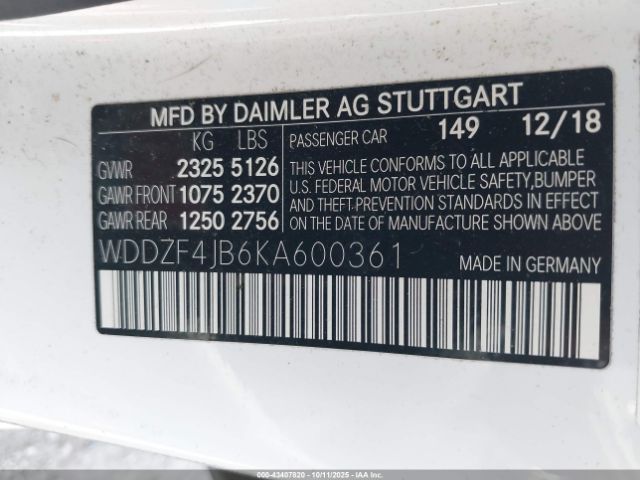 MFD BY DAIMLER AG STUTTGART
KG LBS PASSENGER CAR 149 12/18
GVWR 2325 5126
GAWR FRONT 1075 2370
GAWR REAR 1250 2756
THIS VEHICLE CONFORMS TO ALL APPLICABLE
U.S. FEDERAL MOTOR VEHICLE SAFETY,BUMPER
AND THEFT-PREVENTION STANDARDS IN EFFECT
ON THE DATE OF MANUFACTURE SHOWN ABOVE.
WDDZF4JB6KA600361 MADE IN GERMANY
000-43407820 - 10/11/2025 - IAAI.COM